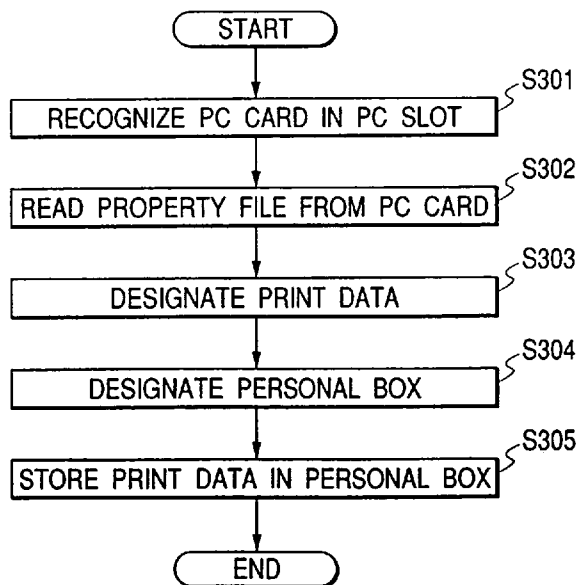 START
S301
RECOGNIZE PC CARD IN PC SLOT
S302
READ PROPERTY FILE FROM PC CARD
S303
DESIGNATE PRINT DATA
S304
DESIGNATE PERSONAL BOX
S305
STORE PRINT DATA IN PERSONAL BOX
END